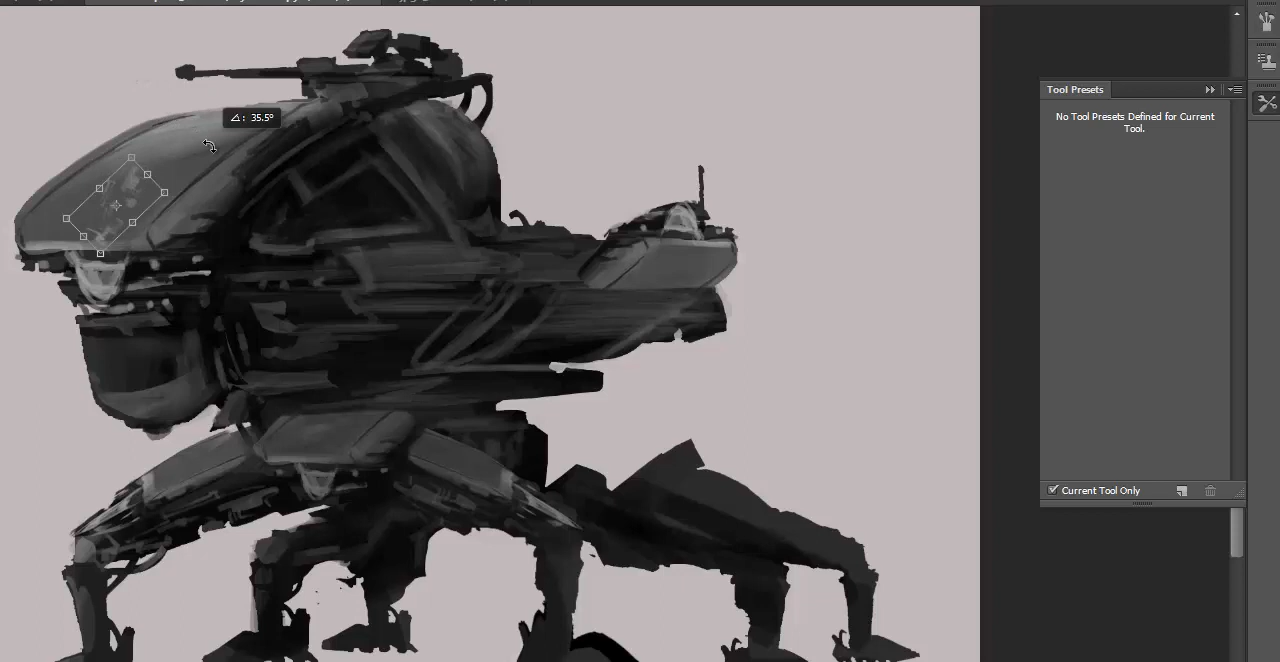 Tool Presets
No Tool Presets Defined for Current
Tool.
: 35.5°
Current Tool Only